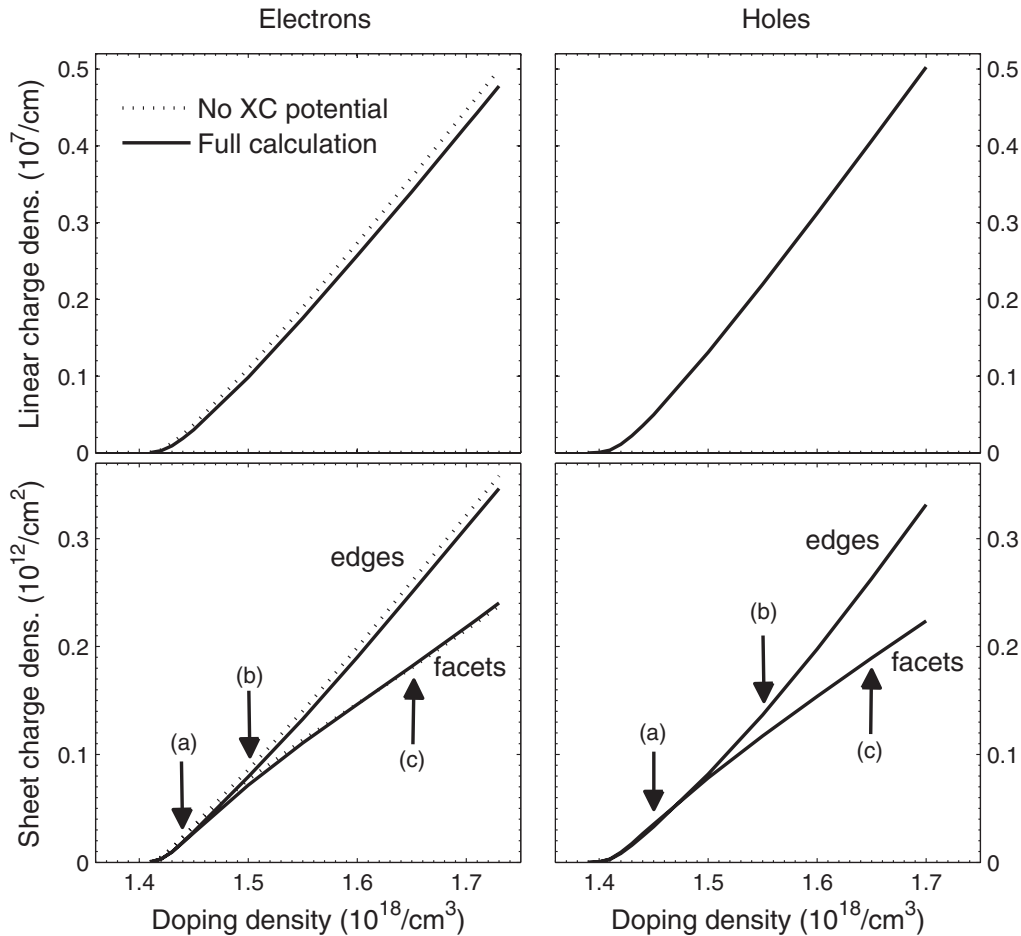 Electrons
Holes
Linear charge dens. (10^7/cm)
0.5
0.4
0.3
0.2
0.1
0
No XC potential
Full calculation
0.5
0.4
0.3
0.2
0.1
0
Sheet charge dens. (10^12/cm^2)
0.3
0.2
0.1
0
edges
facets
(a)
(b)
(c)
1.4 1.5 1.6 1.7
Doping density (10^18/cm^3)
edges
facets
(a)
(b)
(c)
0.3
0.2
0.1
0
1.4 1.5 1.6 1.7
Doping density (10^18/cm^3)